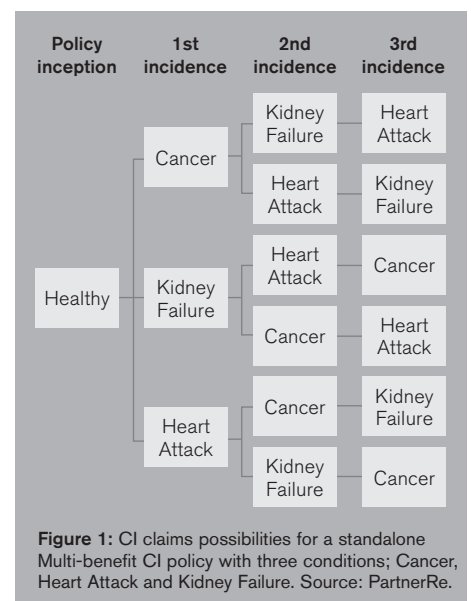 Policy inception
1st incidence
2nd incidence
3rd incidence
Healthy
Cancer
Kidney
Failure
Heart
Attack
Heart
Attack
Kidney
Failure
Kidney
Failure
Heart
Attack
Cancer
Cancer
Heart
Attack
Heart
Attack
Cancer
Kidney
Failure
Kidney
Failure
Cancer
Figure 1: CI claims possibilities for a standalone
Multi-benefit CI policy with three conditions; Cancer,
Heart Attack and Kidney Failure. Source: PartnerRe.